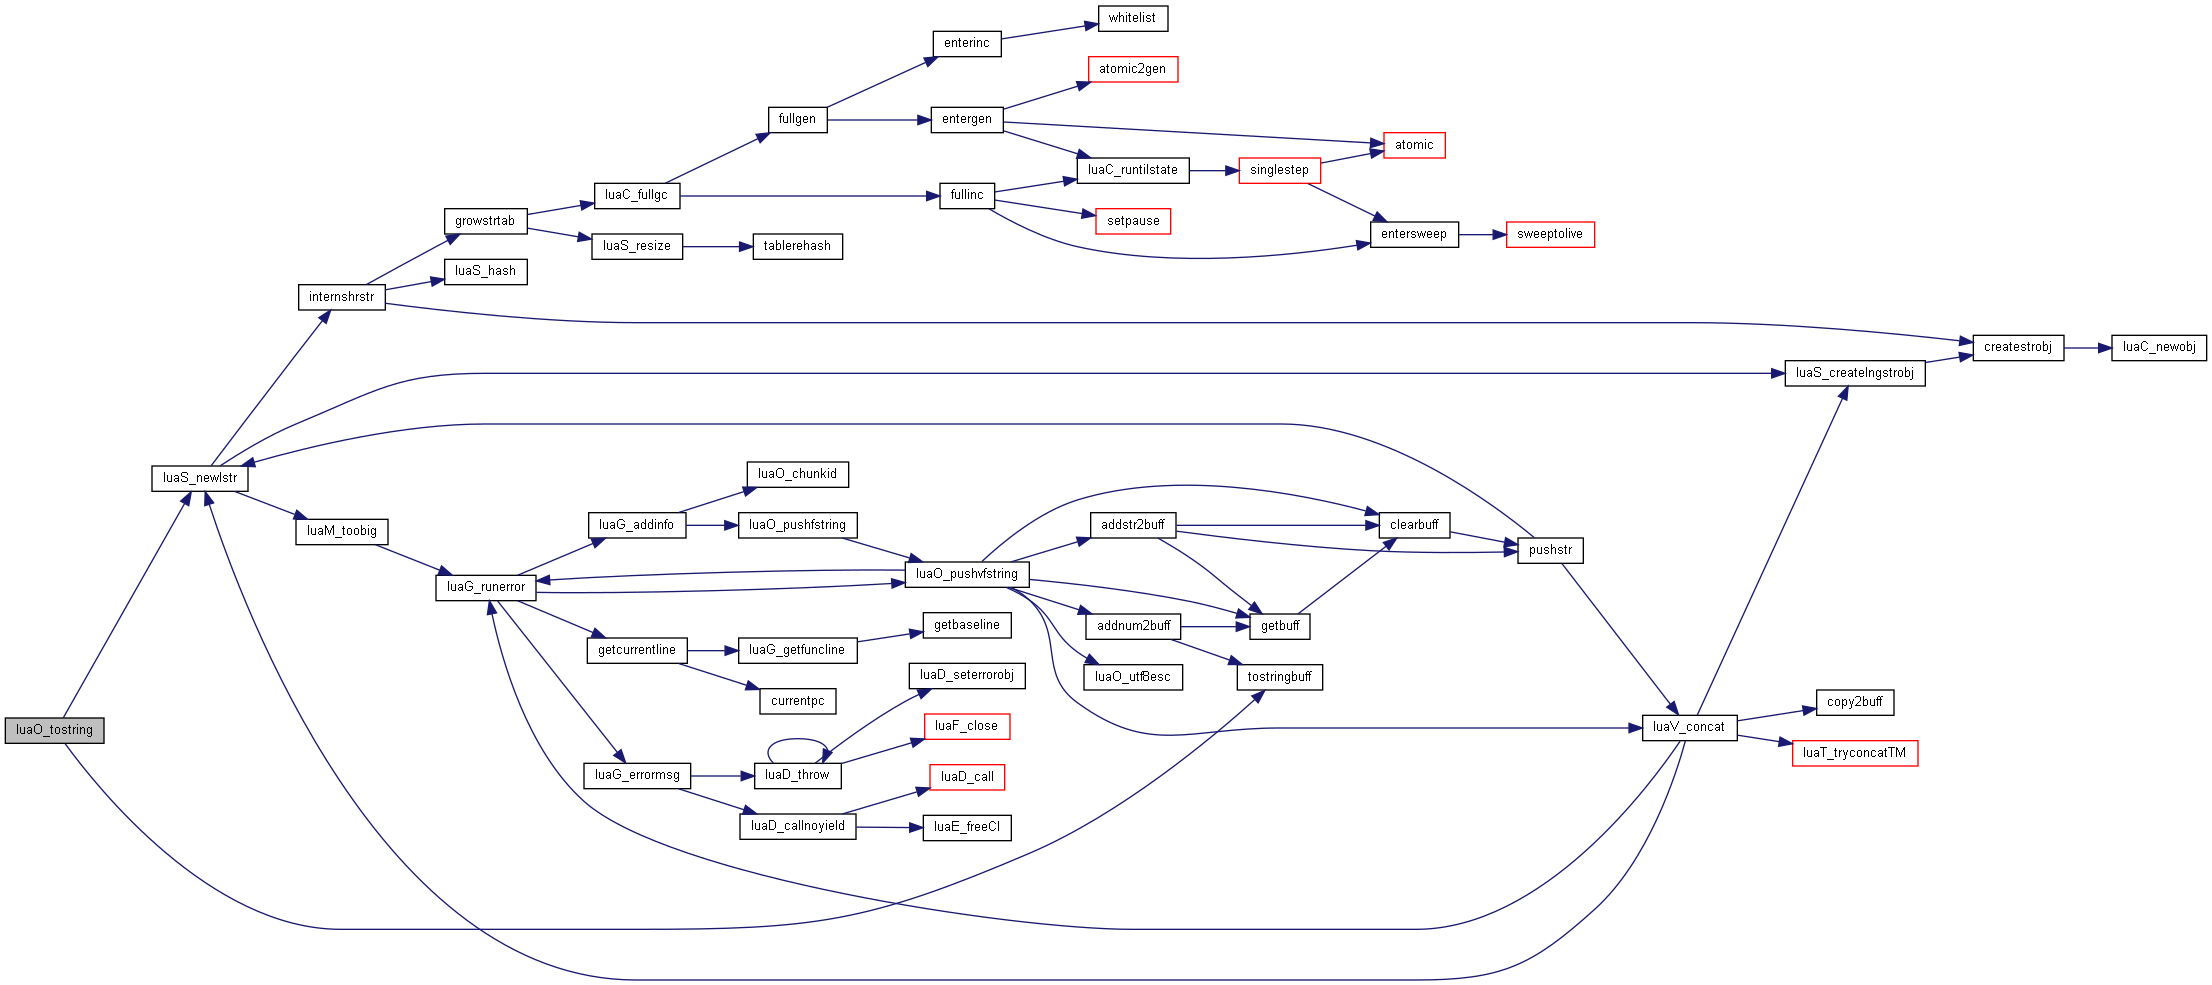 whitelist
enterinc
atomic2gen
fullgen
entergen
atomic
luaC_runtilstate
singlestep
luaC_fullgc
fullinc
growstrtab
setpause
entersweep
sweeptolive
luaS_resize
tablerehash
luaS_hash
internshrstr
createstrobj
luaC_newobj
luaS_createlngstrobj
luaS_newlstr
luaO_chunkid
luaG_addinfo
luaO_pushfstring
addstr2buff
clearbuff
luaM_toobig
pushstr
luaO_pushvfstring
luaG_runerror
getbaseline
addnum2buff
getbuff
getcurrentline
luaG_getfuncline
luaD_seterrorobj
luaO_utf8esc
tostringbuff
currentpc
copy2buff
luaO_tostring
luaF_close
luaV_concat
luaT_tryconcatTM
luaG_errormsg
luaD_throw
luaD_call
luaD_callnoyield
luaE_freeCI